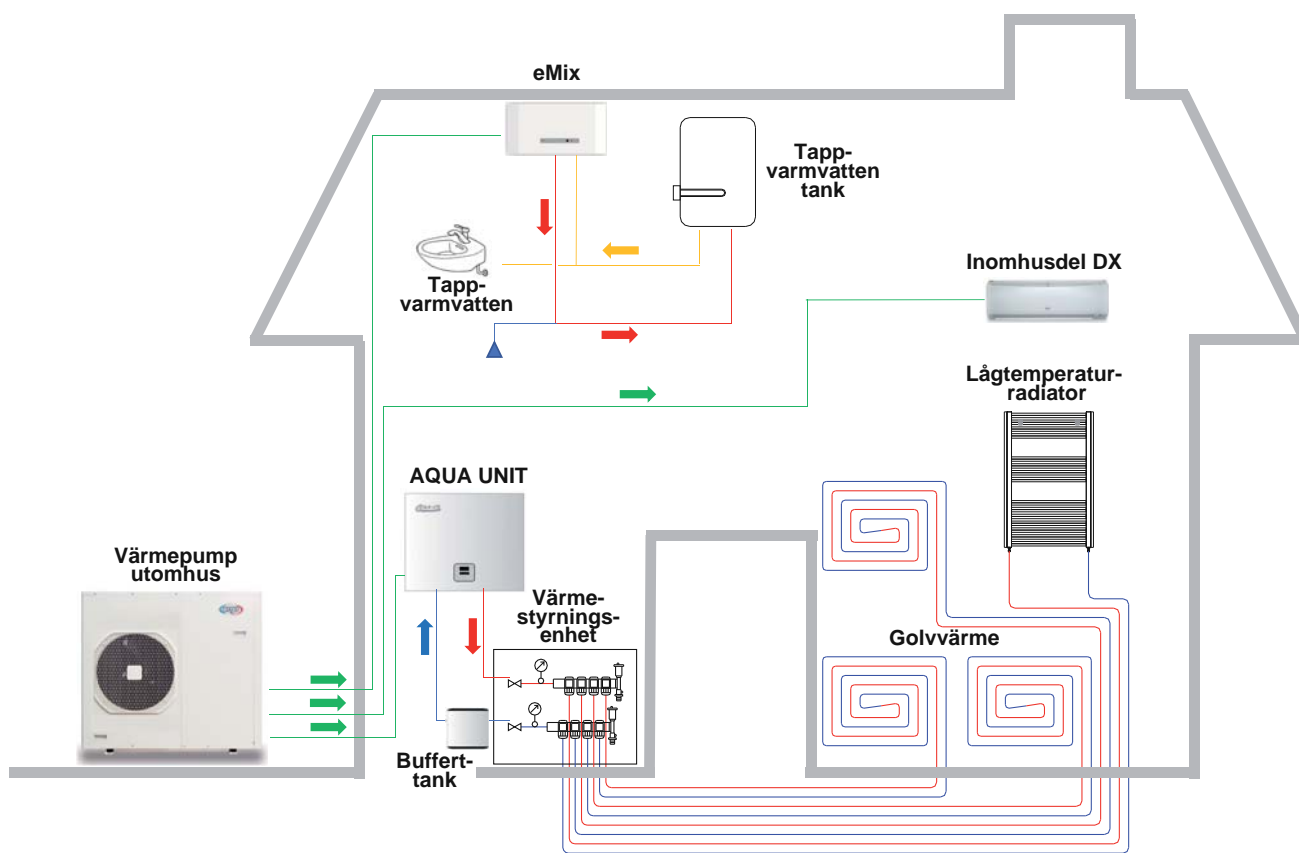 eMix
Tapp-
varmvatten
tank
Tapp-
varmvatten
Inomhusdel DX
Lågtemperatur-
radiator
AQUA UNIT
Värmepump
utomhus
Värme-
styrnings-
enhet
Golvvärme
Buffert-
tank